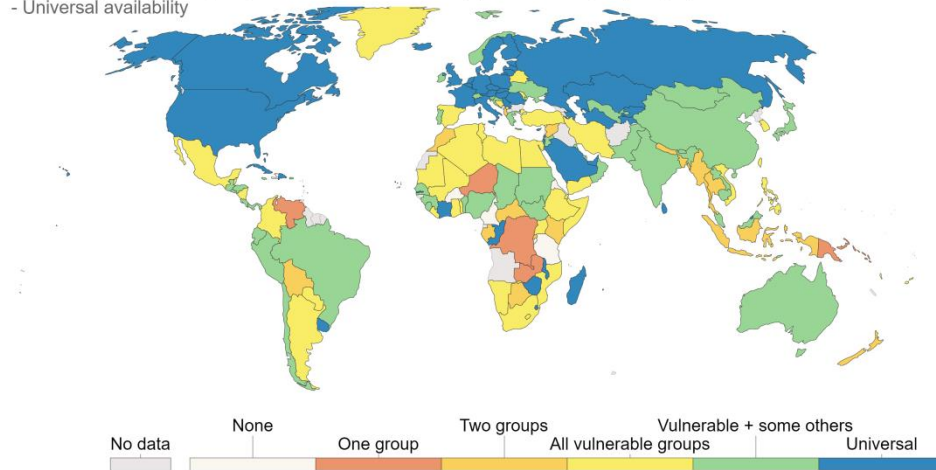 - Universal availability
None
Two groups
Vulnerable + some others
No data
One group
All vulnerable groups
Universal